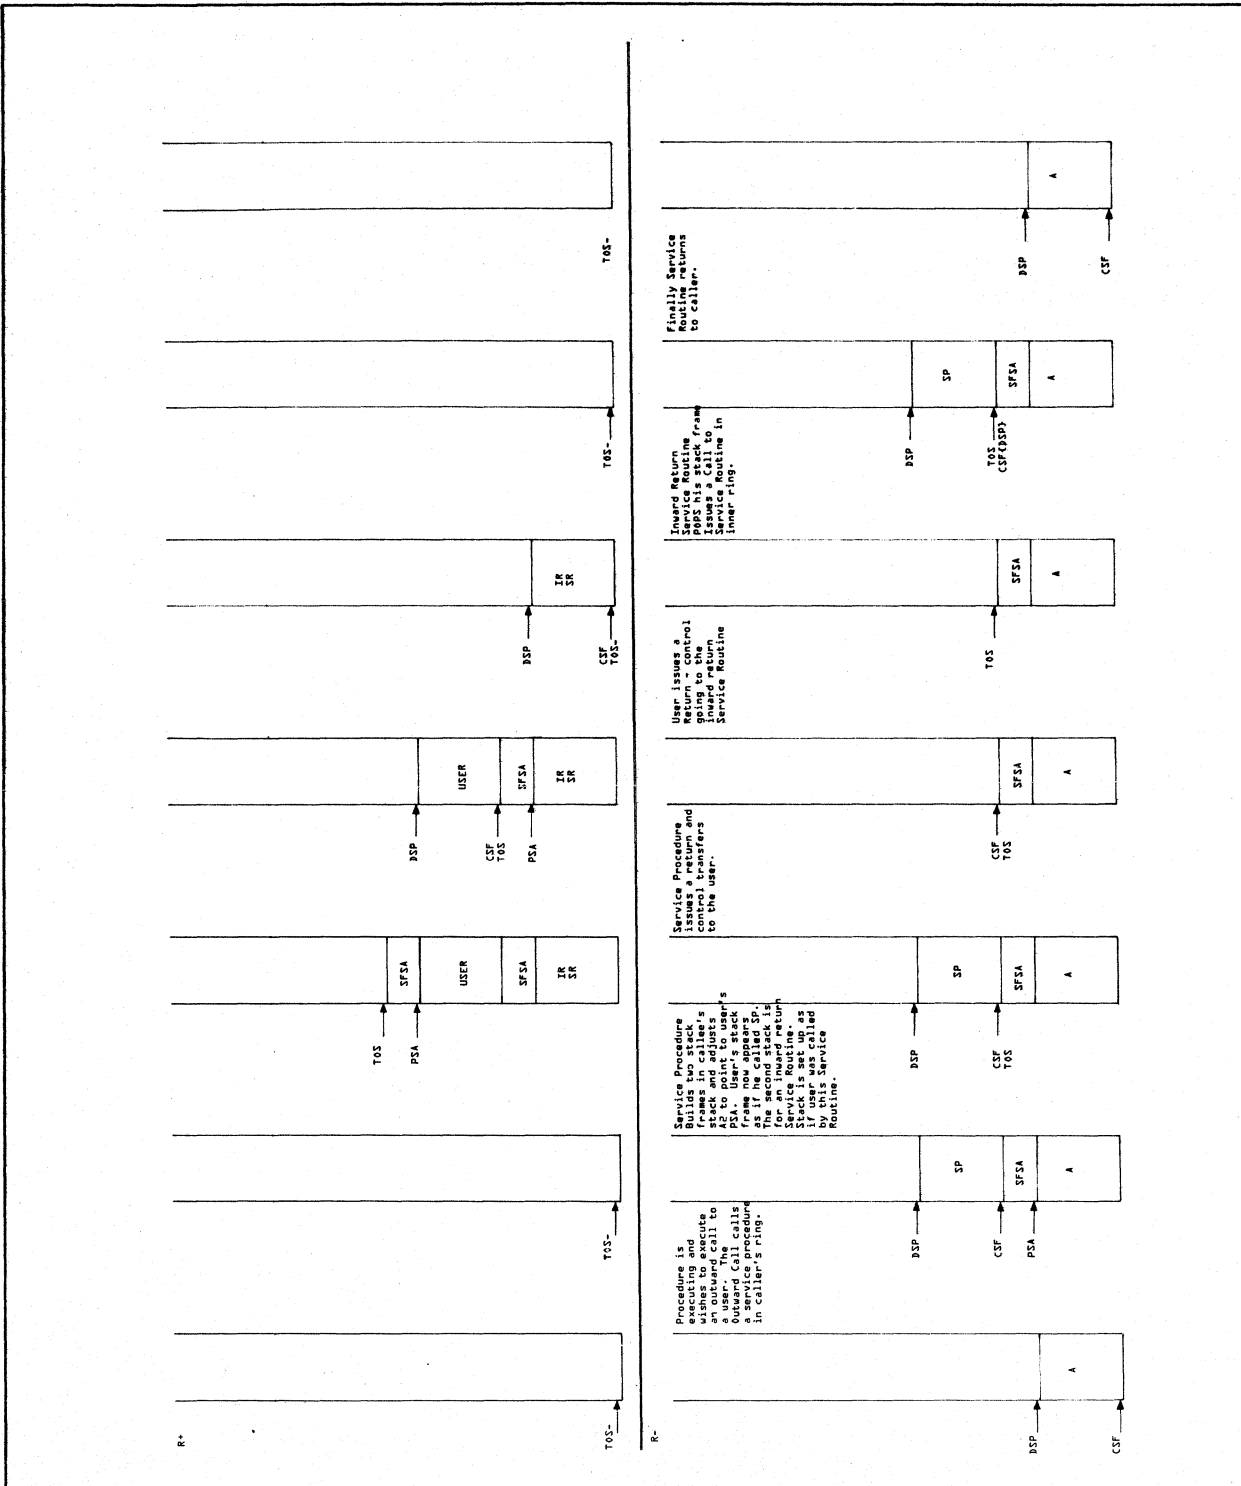 R+
TOS-
TOS-
TOS
SFSA
PSA
USER
SFSA
IR
SR
DSP
USER
CSF
TOS
SFSA
PSA
IR
SR
DSP
IR
SR
CSF
TOS-
TOS-
TOS-
R-
DSP
A
CSF
Procedure is
executing and
wishes to execute
an outward call to
a user. The
Outward Call calls
a service procedure
in caller's ring.
DSP
SP
CSF
SFSA
PSA
A
Service Procedure
Builds two stack
frames in callee's
stack and adjusts
A2 to point to user's
PSA. User's stack
frame now appears
as if he called SP.
The second stack is
for an inward return
Service Routine.
Stack is set up as
if user was called
by this Service
Routine.
DSP
SP
CSF
TOS
SFSA
A
Service Procedure
issues a return and
control transfers
to the user.
CSF
TOS
SFSA
A
User issues a
Return - control
going to the
inward return
Service Routine
TOS
SFSA
A
Inward Return
Service Routine
POPS his stack frame
Issues a Call to
Service Routine in
inner ring.
DSP
SP
TOS
CSF{DSP}
SFSA
A
Finally Service
Routine returns
to caller.
DSP
A
CSF